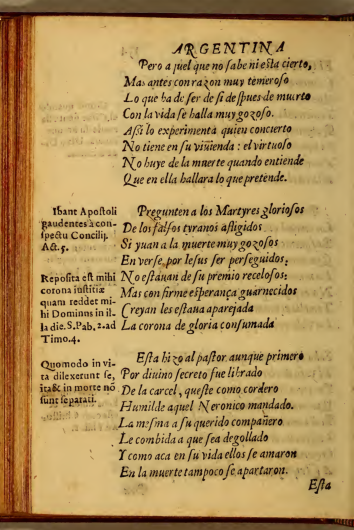 ARGENTINA
Pero a quel que no ſabe ni eſta cierto,
Mas antes con razon muy temeroſo
Lo que ha de ſer de ſi deſpues de muerto
Con la vida ſe halla muy gozoſo.
Aſsi lo experimenta quien concierto
No tiene en ſu viuienda : el virtuoſo
No huye de la muerte quando entiende
Que en ella hallara lo que pretende.
Ibant Apoſtoli
gaudentes à con-
ſpectu Concilij.
Act. 5.
Pregunten a los Martyres glorioſos
De los falſos tyranos afligidos
Si yuan a la muerte muy gozoſos
En verſe, por Ieſus ſer perſeguidos:
Repoſita eſt mihi
corona iuſtitiæ
quam reddet mi-
hi Dominus in il-
la die. S. Pab. 2. ad
Timo. 4.
No eſtauan de ſu premio receloſos:
Mas con firme eſperança guarnecidos
Creyan les eſtaua aparejada
La corona de gloria conſumada
Quomodo in vi-
ta dilexerunt ſe,
ita & in morte nō
ſunt ſeparati.
Eſta hizo al paſtor aunque primero
Por diuino ſecreto fue librado
De la carcel, queſte como cordero
Humilde aquel Neronico mandado.
La meſma a ſu querido compañero
Le combida a que ſea degollado
Y como aca en ſu vida ellos ſe amaron
En la muerte tampoco ſe apartaron.
Eſta